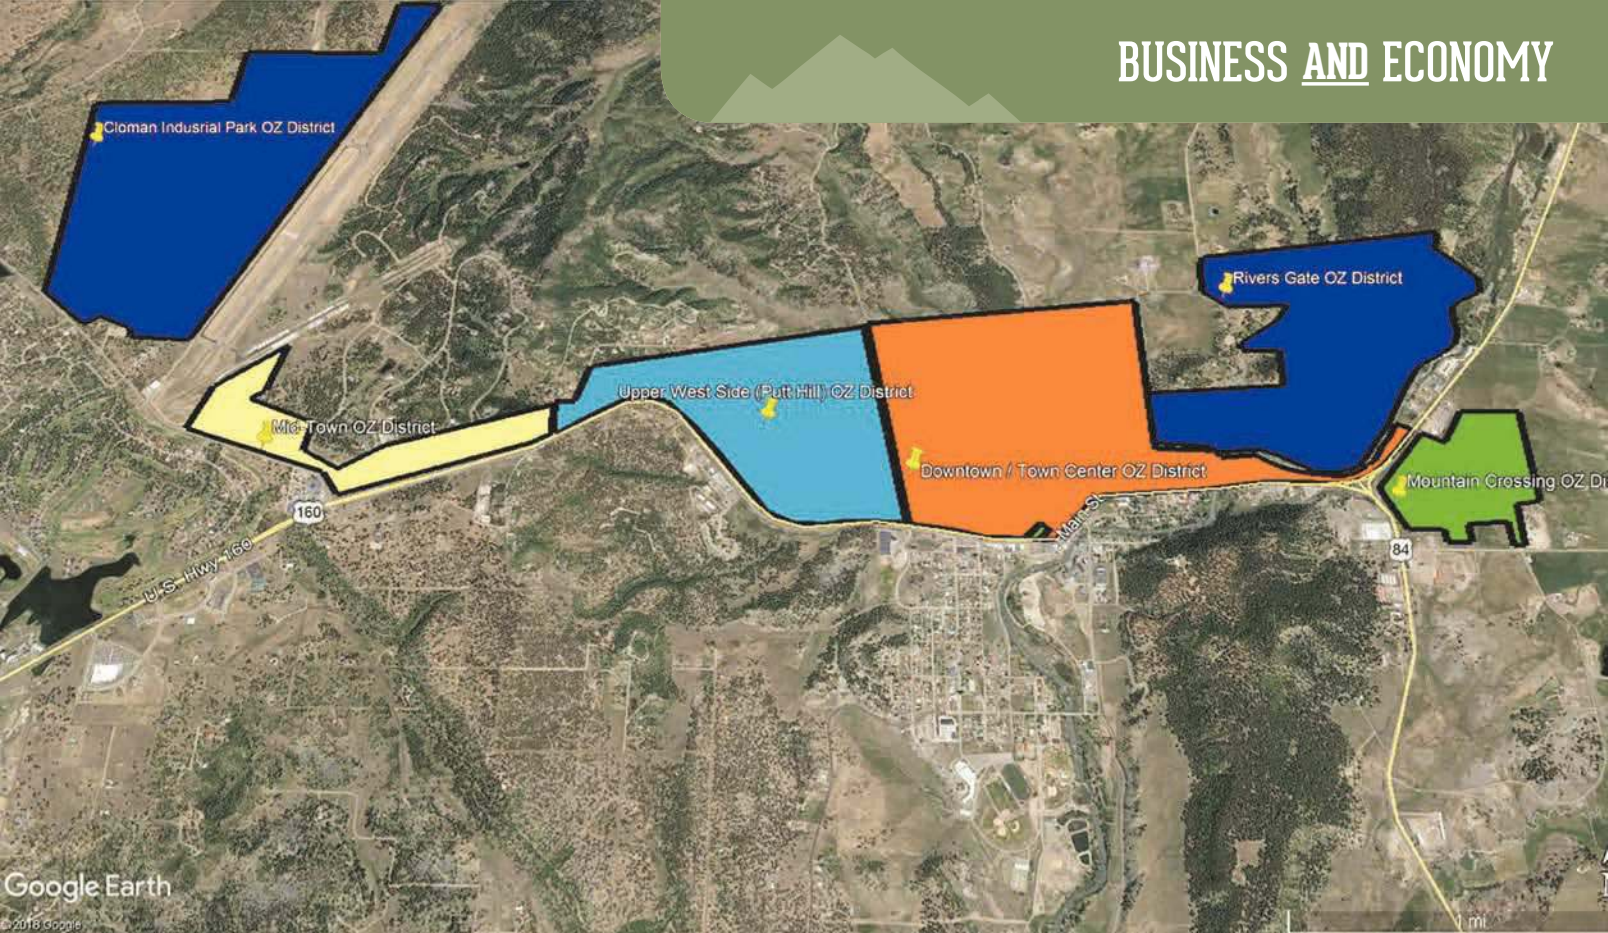 BUSINESS AND ECONOMY
Cloman Indusrial Park OZ District
Rivers Gate OZ District
Upper West Side (Putt Hill) OZ District
Mid-Town OZ District
Downtown / Town Center OZ District
Mountain Crossing OZ Di
160
Main St
84
U.S. Hwy 160
Google Earth
©2018 Google
1 mi